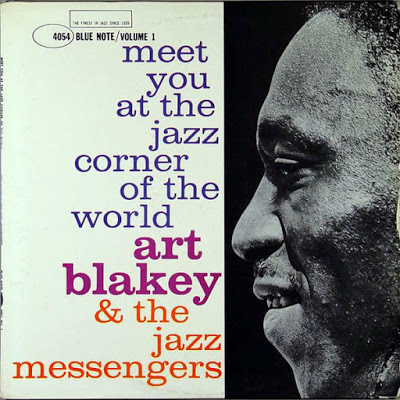 THE FINEST IN JAZZ SINCE 1939
4054 BLUE NOTE/VOLUME 1
meet
you
at the
jazz
corner
of the
world
art
blakey
& the
jazz
messengers